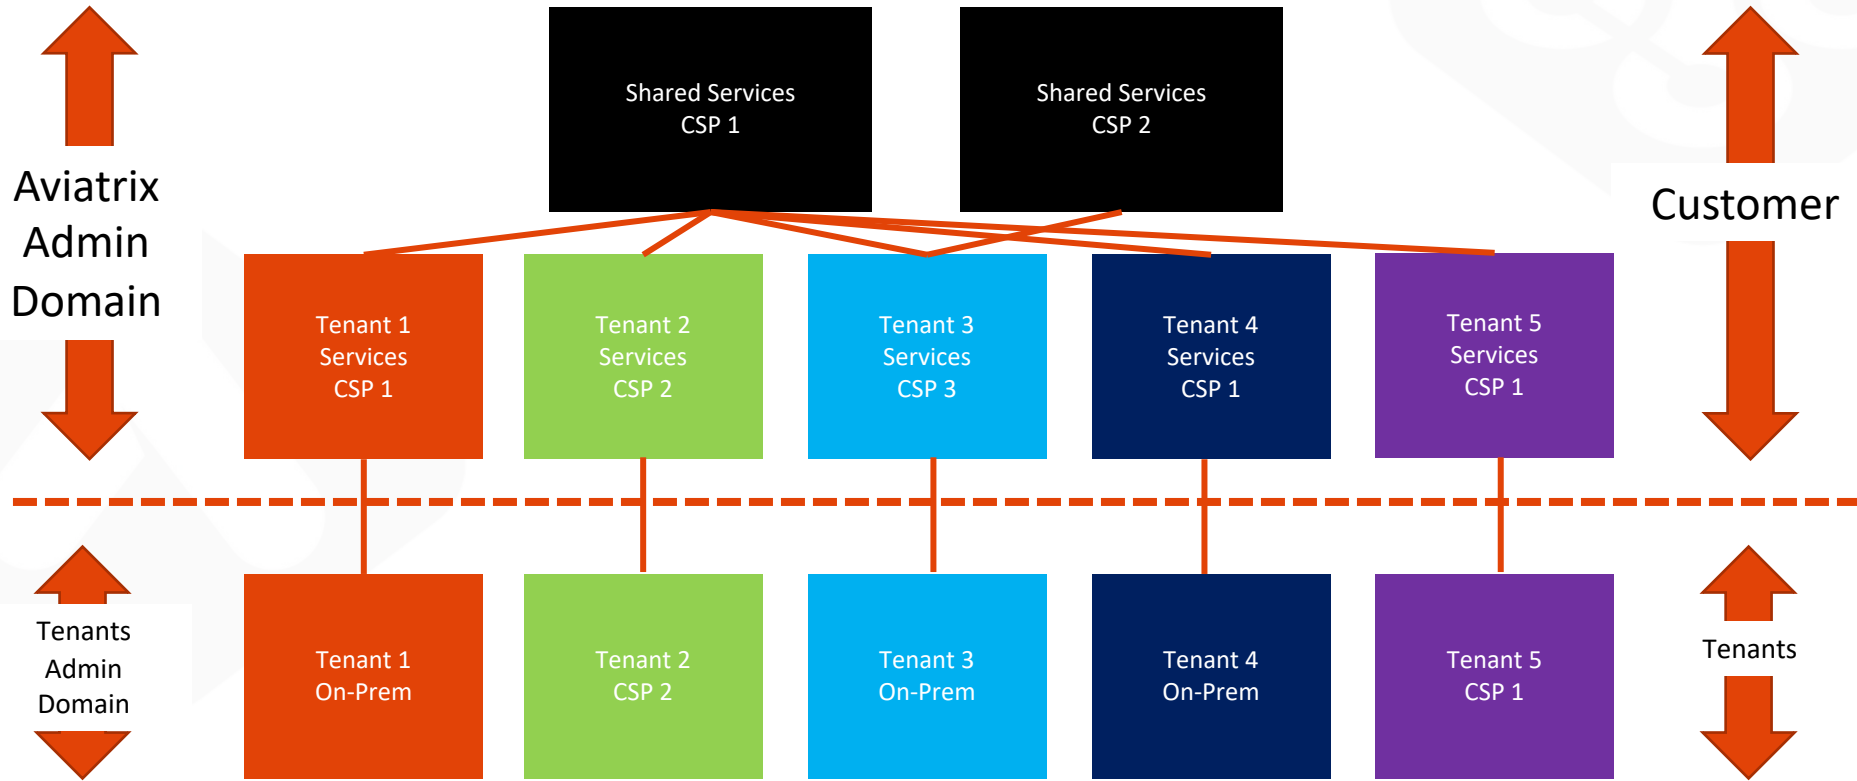 Shared Services
CSP 1
Shared Services
CSP 2
Aviatrix
Admin
Domain
Customer
Tenant 1
Services
CSP 1
Tenant 2
Services
CSP 2
Tenant 3
Services
CSP 3
Tenant 4
Services
CSP 1
Tenant 5
Services
CSP 1
Tenants
Admin
Domain
Tenant 1
On-Prem
Tenant 2
CSP 2
Tenant 3
On-Prem
Tenant 4
On-Prem
Tenant 5
CSP 1
Tenants